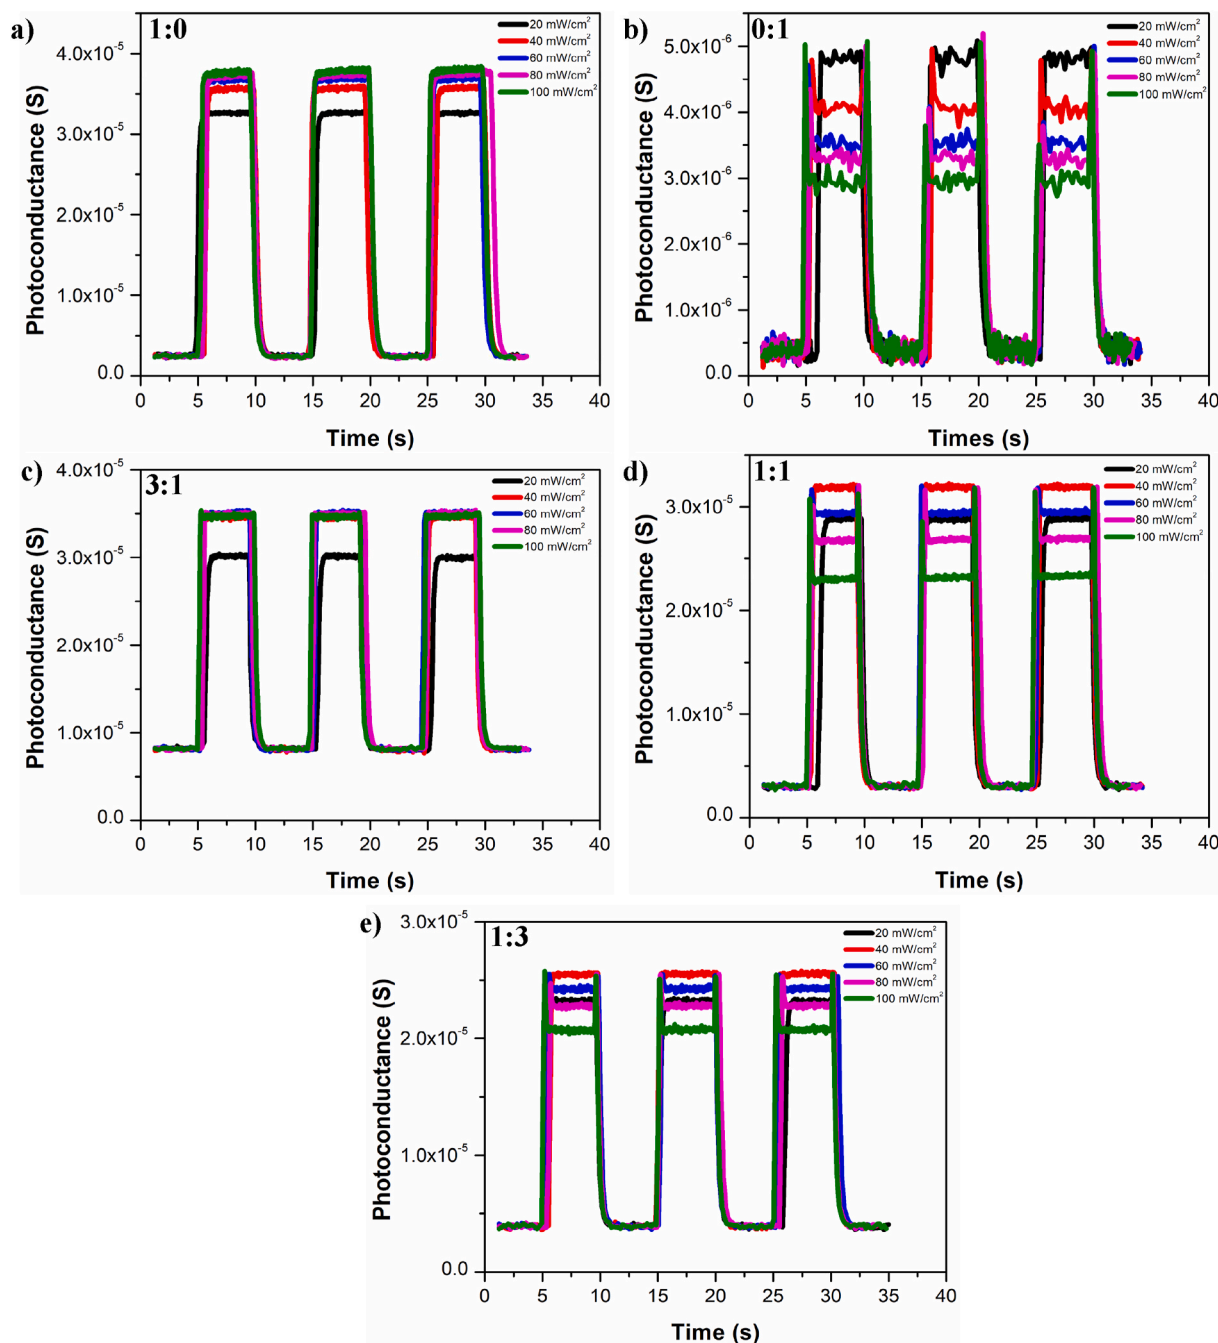 a)
1:0
20 mW/cm²
40 mW/cm²
60 mW/cm²
80 mW/cm²
100 mW/cm²
4.0x10⁻⁵
3.0x10⁻⁵
2.0x10⁻⁵
1.0x10⁻⁵
0.0
Photoconductance (S)
0 5 10 15 20 25 30 35 40
Time (s)
b)
0:1
20 mW/cm²
40 mW/cm²
60 mW/cm²
80 mW/cm²
100 mW/cm²
5.0x10⁻⁶
4.0x10⁻⁶
3.0x10⁻⁶
2.0x10⁻⁶
1.0x10⁻⁶
0.0
Photoconductance (S)
0 5 10 15 20 25 30 35 40
Times (s)
c)
3:1
20 mW/cm²
40 mW/cm²
60 mW/cm²
80 mW/cm²
100 mW/cm²
4.0x10⁻⁵
3.0x10⁻⁵
2.0x10⁻⁵
1.0x10⁻⁵
0.0
Photoconductance (S)
0 5 10 15 20 25 30 35 40
Time (s)
d)
1:1
20 mW/cm²
40 mW/cm²
60 mW/cm²
80 mW/cm²
100 mW/cm²
3.0x10⁻⁵
2.0x10⁻⁵
1.0x10⁻⁵
0.0
Photoconductance (S)
0 5 10 15 20 25 30 35 40
Time (s)
e)
1:3
20 mW/cm²
40 mW/cm²
60 mW/cm²
80 mW/cm²
100 mW/cm²
3.0x10⁻⁵
2.0x10⁻⁵
1.0x10⁻⁵
0.0
Photoconductance (S)
0 5 10 15 20 25 30 35 40
Time (s)